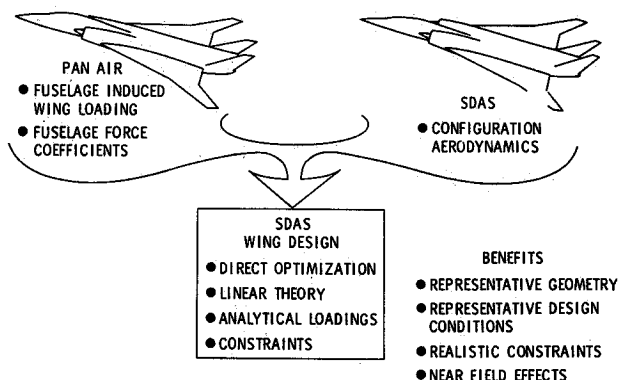 PAN AIR
● FUSELAGE INDUCED
WING LOADING
● FUSELAGE FORCE
COEFFICIENTS
SDAS
● CONFIGURATION
AERODYNAMICS
SDAS
WING DESIGN
● DIRECT OPTIMIZATION
● LINEAR THEORY
● ANALYTICAL LOADINGS
● CONSTRAINTS
BENEFITS
● REPRESENTATIVE GEOMETRY
● REPRESENTATIVE DESIGN
CONDITIONS
● REALISTIC CONSTRAINTS
● NEAR FIELD EFFECTS